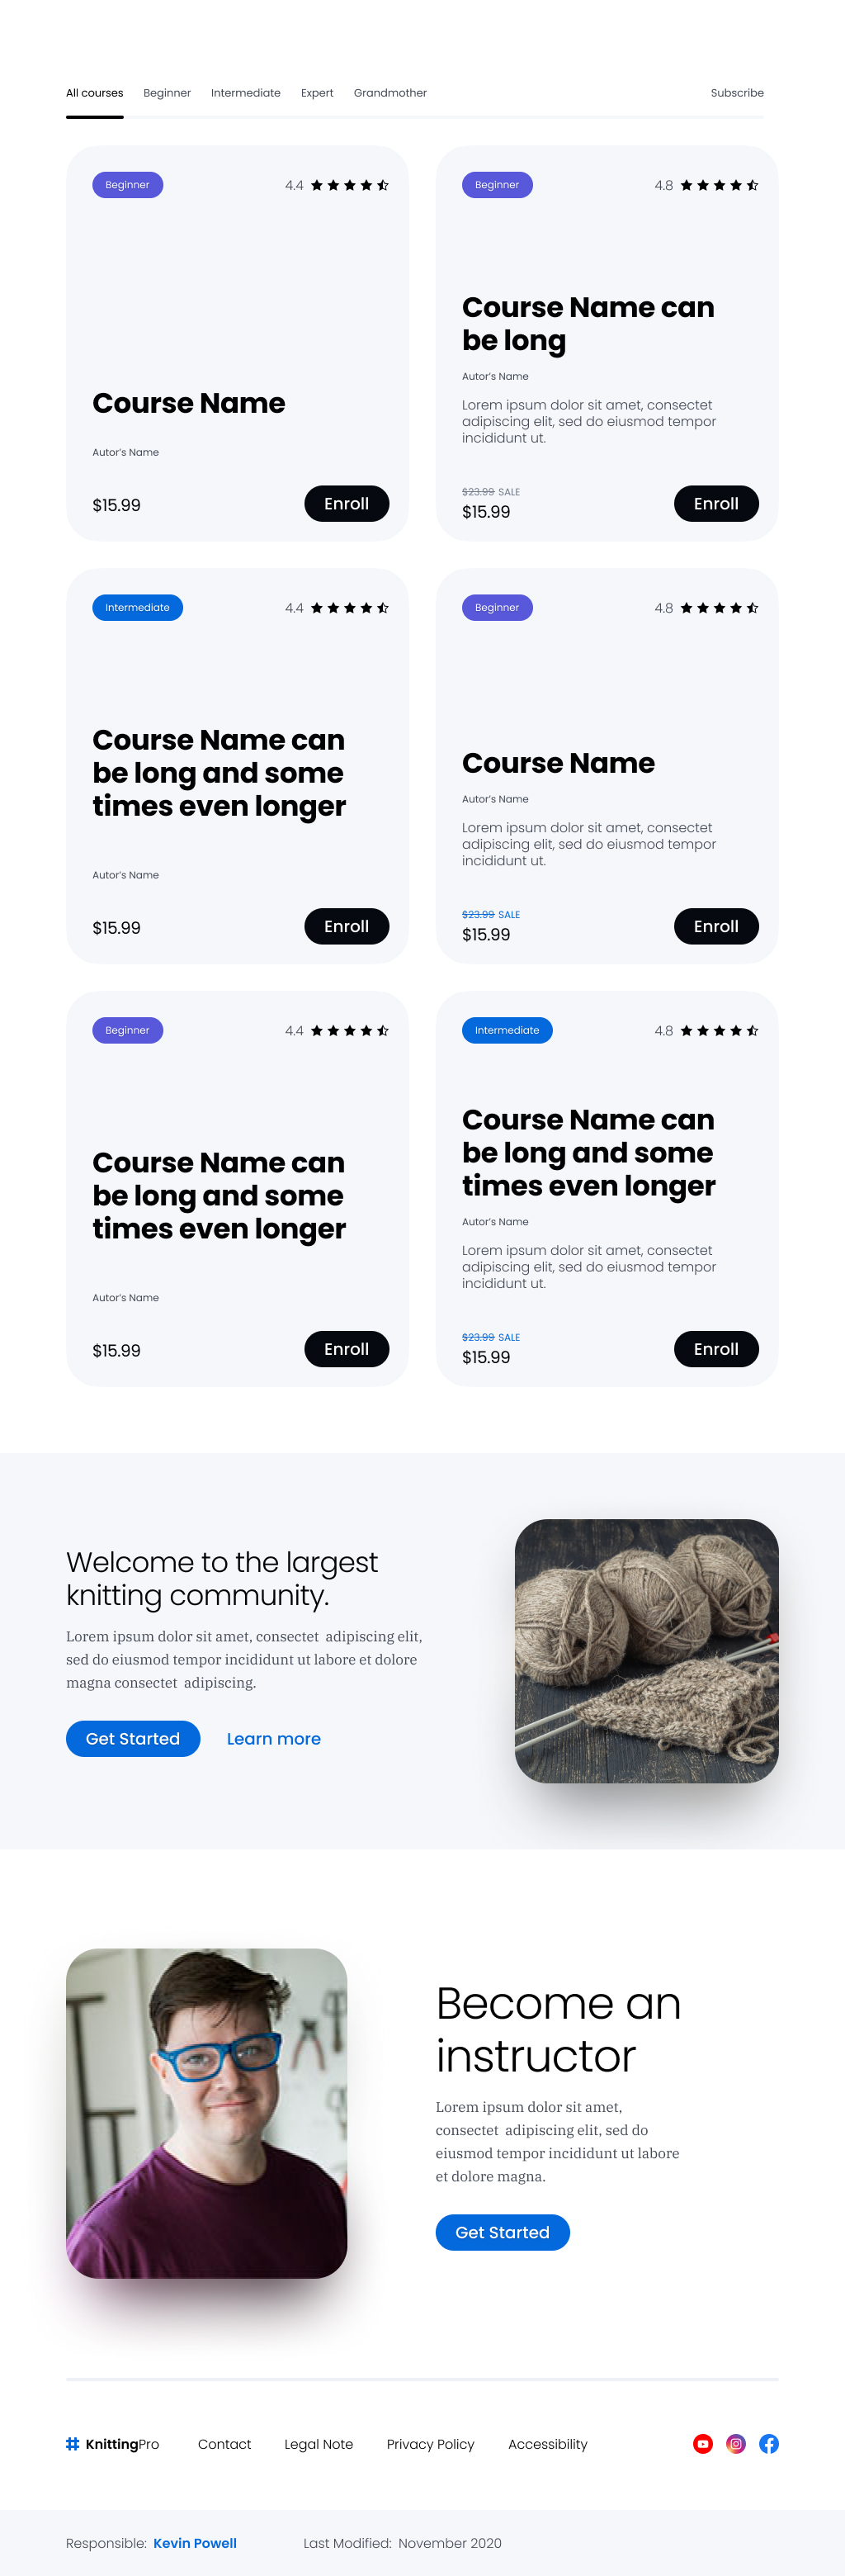 All courses Beginner Intermediate Expert Grandmother Subscribe
Beginner 4.4
Course Name
Autor's Name
$15.99 Enroll
Beginner 4.8
Course Name can
be long
Autor's Name
Lorem ipsum dolor sit amet, consectet
adipiscing elit, sed do eiusmod tempor
incididunt ut.
$23.99 SALE
$15.99 Enroll
Intermediate 4.4
Course Name can
be long and some
times even longer
Autor's Name
$15.99 Enroll
Beginner 4.8
Course Name
Autor's Name
Lorem ipsum dolor sit amet, consectet
adipiscing elit, sed do eiusmod tempor
incididunt ut.
$23.99 SALE
$15.99 Enroll
Beginner 4.4
Course Name can
be long and some
times even longer
Autor's Name
$15.99 Enroll
Intermediate 4.8
Course Name can
be long and some
times even longer
Autor's Name
Lorem ipsum dolor sit amet, consectet
adipiscing elit, sed do eiusmod tempor
incididunt ut.
$23.99 SALE
$15.99 Enroll
Welcome to the largest
knitting community.
Lorem ipsum dolor sit amet, consectet adipiscing elit,
sed do eiusmod tempor incididunt ut labore et dolore
magna consectet adipiscing.
Get Started Learn more
Become an
instructor
Lorem ipsum dolor sit amet,
consectet adipiscing elit, sed do
eiusmod tempor incididunt ut labore
et dolore magna.
Get Started
KnittingPro Contact Legal Note Privacy Policy Accessibility
Responsible: Kevin Powell Last Modified: November 2020